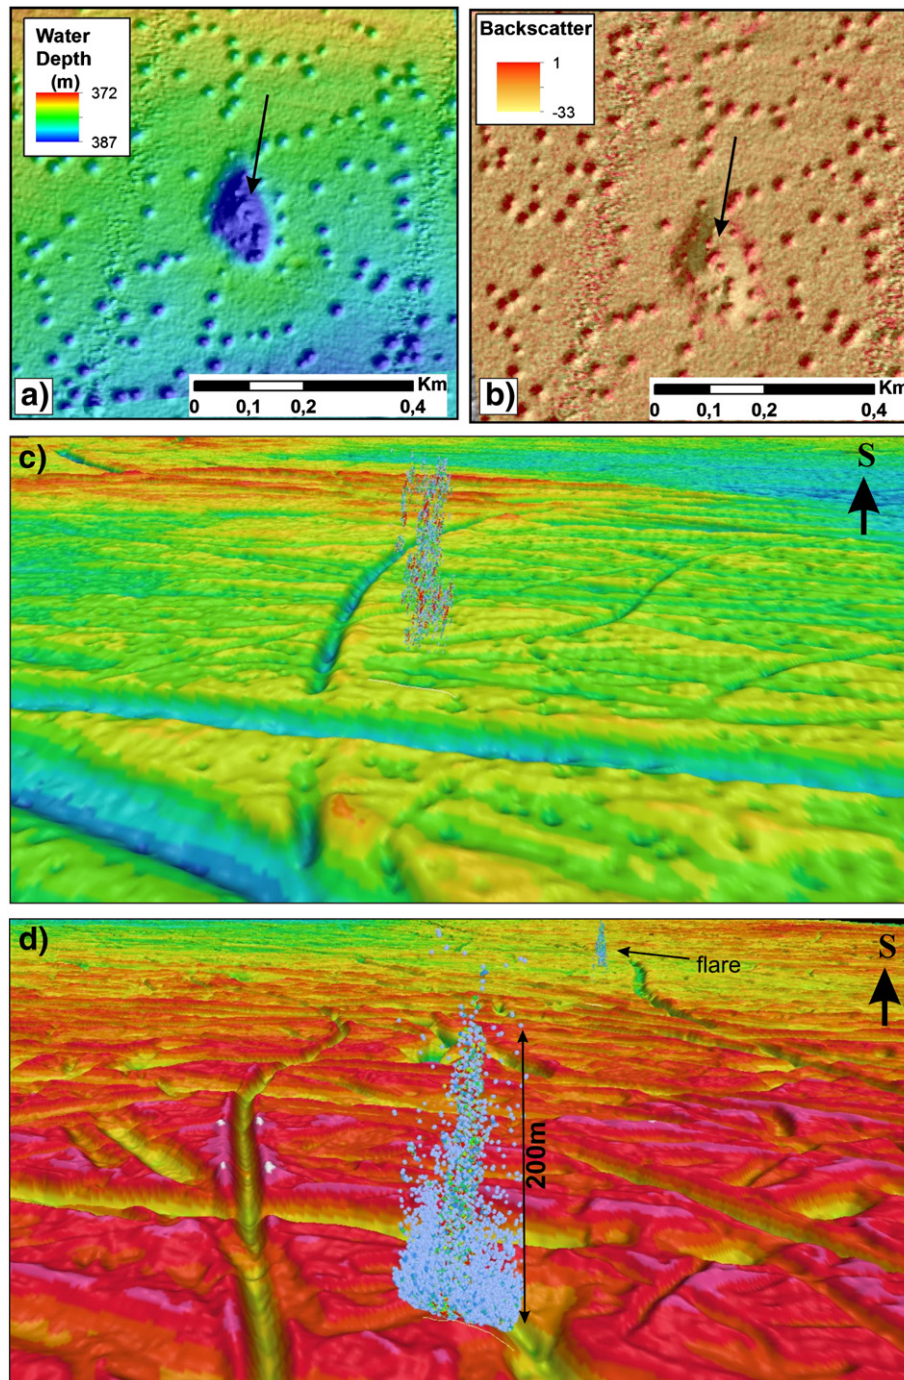 Water
Depth
(m)
372
387
a)
Km
0
0,1
0,2
0,4
Backscatter
1
-33
b)
Km
0
0,1
0,2
0,4
c)
S
d)
S
flare
200m